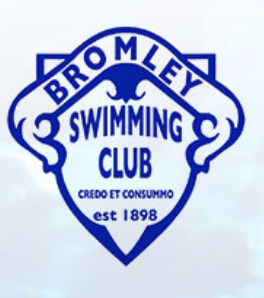 BROMLEY
SWIMMING
CLUB
CREDO ET CONSUMMO
est 1898